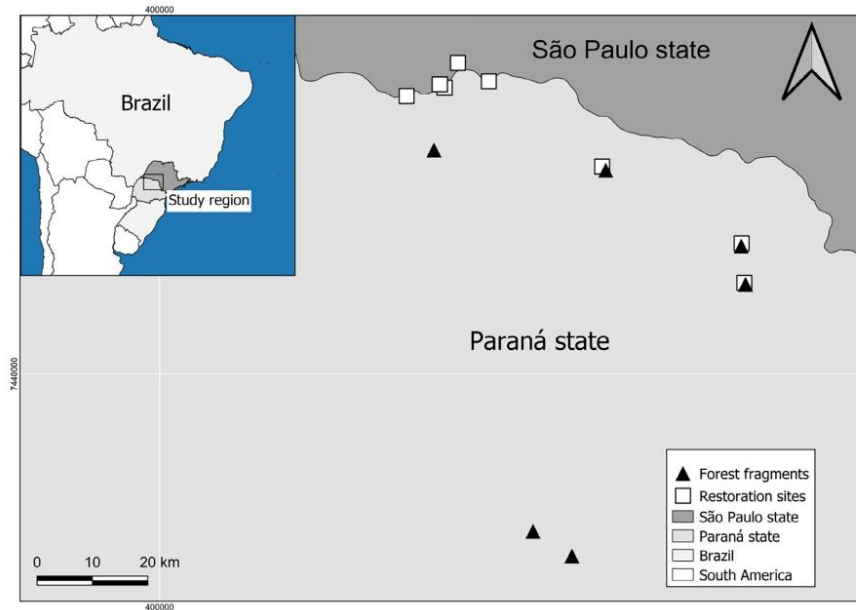 400000
São Paulo state
Brazil
Study region
Paraná state
7440000
Forest fragments
Restoration sites
São Paulo state
Paraná state
Brazil
South America
0 10 20 km
400000